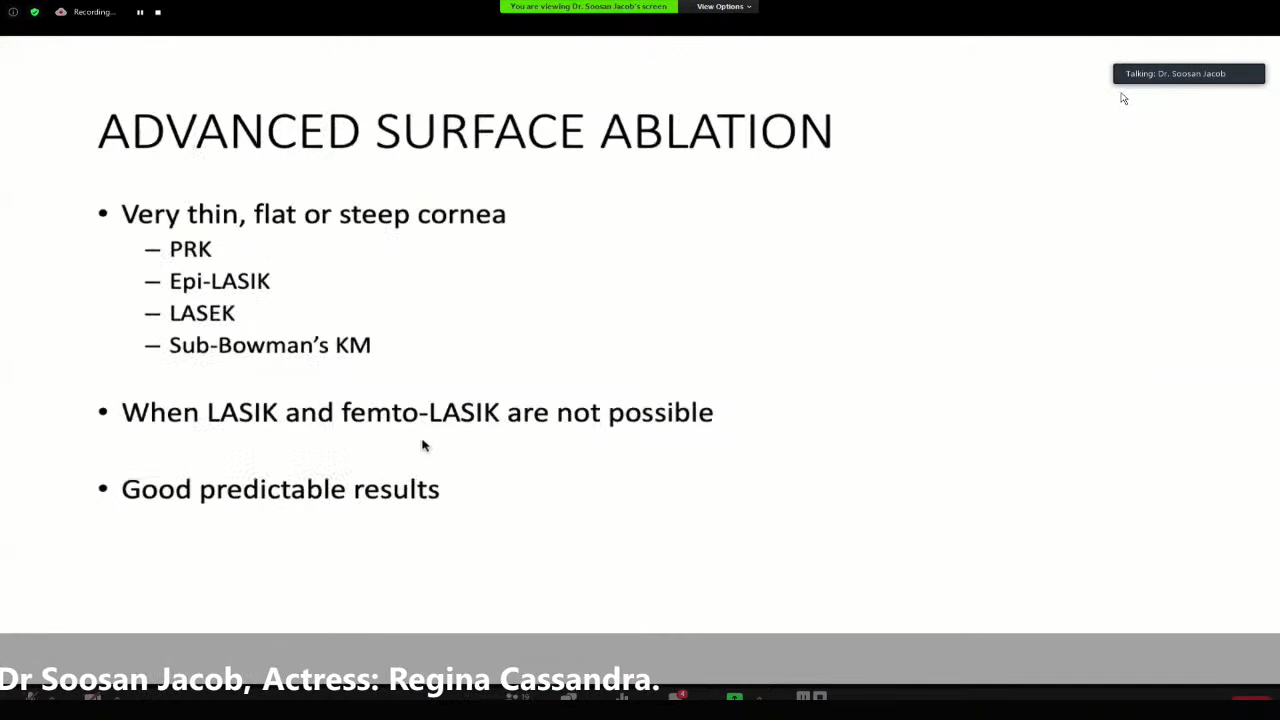 Recording...
You are viewing Dr. Soosan Jacob's screen
View Options
Talking: Dr. Soosan Jacob
ADVANCED SURFACE ABLATION
• Very thin, flat or steep cornea
– PRK
– Epi-LASIK
– LASEK
– Sub-Bowman’s KM
• When LASIK and femto-LASIK are not possible
• Good predictable results
Dr Soosan Jacob, Actress: Regina Cassandra.
19
4